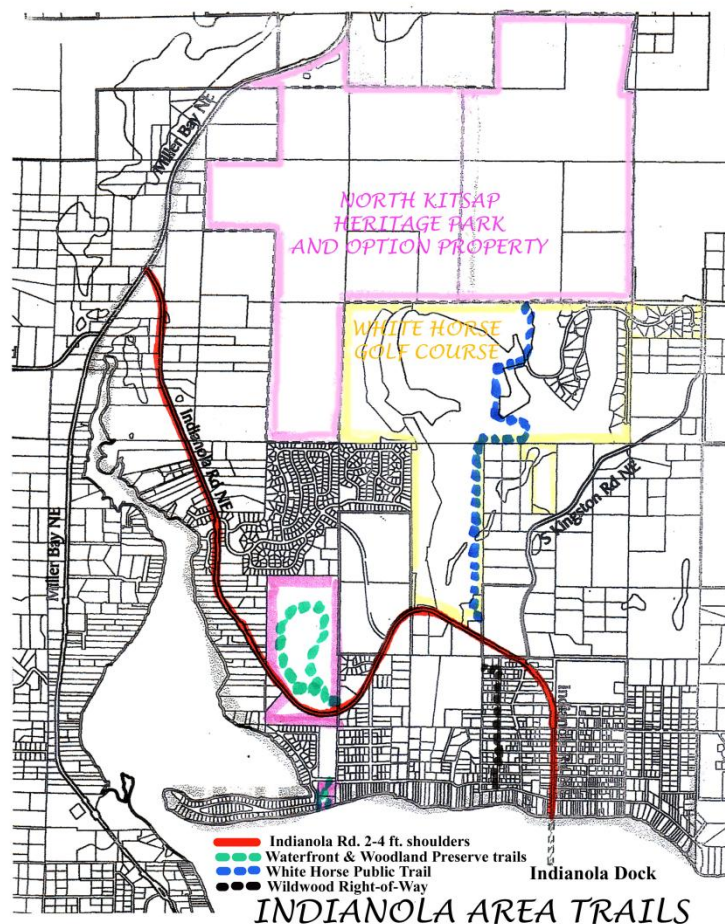 Miller Bay NE
NORTH KITSAP
HERITAGE PARK
AND OPTION PROPERTY
WHITE HORSE
GOLF COURSE
Indianola Rd NE
S Kingston Rd NE
Miller Bay NE
Indianola Rd. 2-4 ft. shoulders
Waterfront & Woodland Preserve trails
White Horse Public Trail
Wildwood Right-of-Way
Indianola Dock
INDIANOLA AREA TRAILS